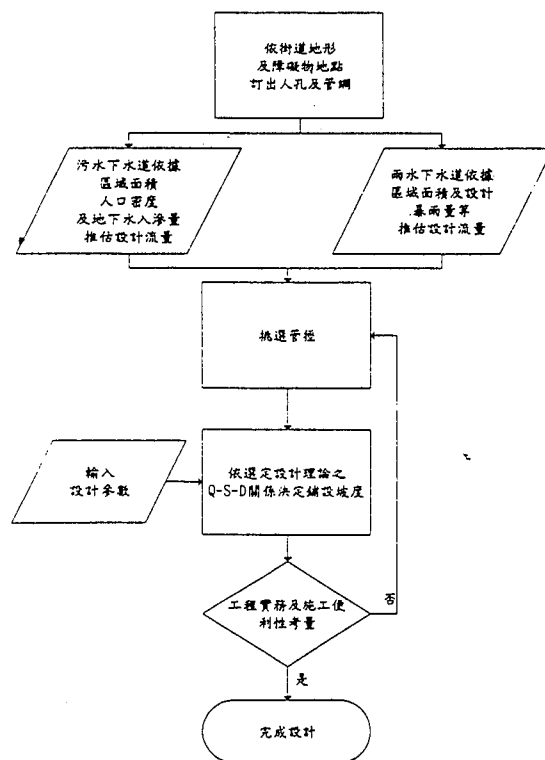 依街道地形
及障礙物地點
訂出人孔及管網
污水下水道依據
區域面積
人口密度
及地下水入滲量
推估設計流量
雨水下水道依據
區域面積及設計
暴雨量等
推估設計流量
挑選管徑
輸入
設計參數
依選定設計理論之
Q-S-D關係決定鋪設坡度
工程實務及施工便
利性考量
否
是
完成設計